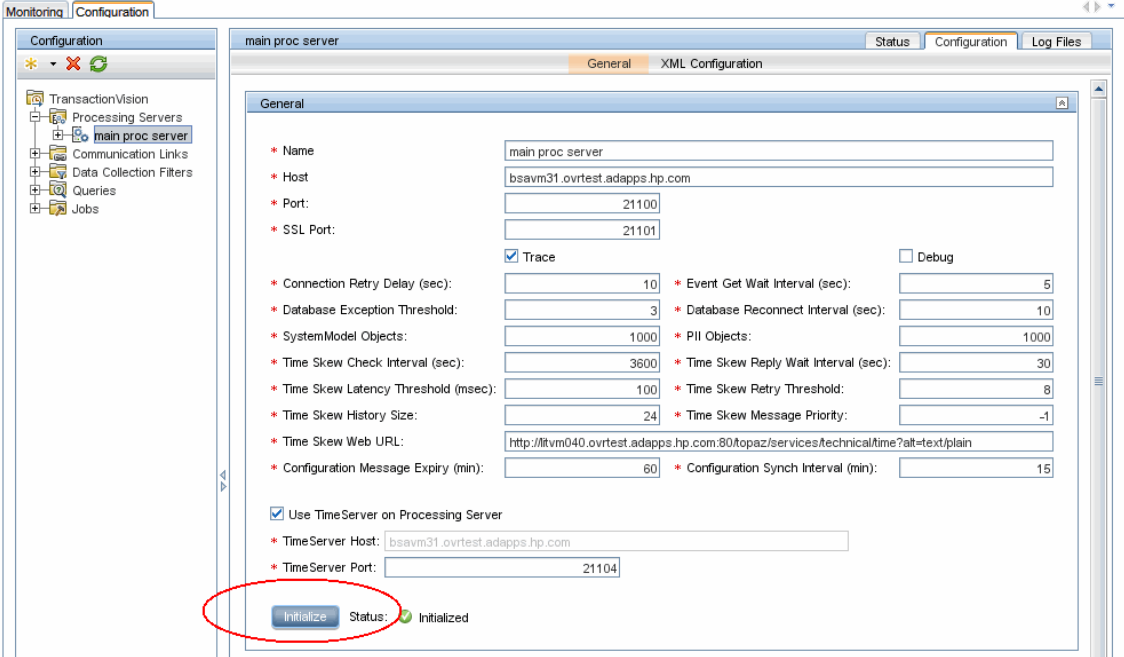 Monitoring Configuration
Configuration
TransactionVision
Processing Servers
main proc server
Communication Links
Data Collection Filters
Queries
Jobs
main proc server Status Configuration Log Files
General XML Configuration
General
* Name main proc server
* Host bsavm31.ovrtest.adapps.hp.com
* Port: 21100
* SSL Port: 21101
Trace Debug
* Connection Retry Delay (sec): 10 * Event Get Wait Interval (sec): 5
* Database Exception Threshold: 3 * Database Reconnect Interval (sec): 10
* SystemModel Objects: 1000 * PII Objects: 1000
* Time Skew Check Interval (sec): 3600 * Time Skew Reply Wait Interval (sec): 30
* Time Skew Latency Threshold (msec): 100 * Time Skew Retry Threshold: 8
* Time Skew History Size: 24 * Time Skew Message Priority: -1
* Time Skew Web URL: http://litvm040.ovrtest.adapps.hp.com:80/topaz/services/technical/time?alt=text/plain
* Configuration Message Expiry (min): 60 * Configuration Synch Interval (min): 15
Use TimeServer on Processing Server
* TimeServer Host: bsavm31.ovrtest.adapps.hp.com
* TimeServer Port: 21104
Initialize Status: Initialized